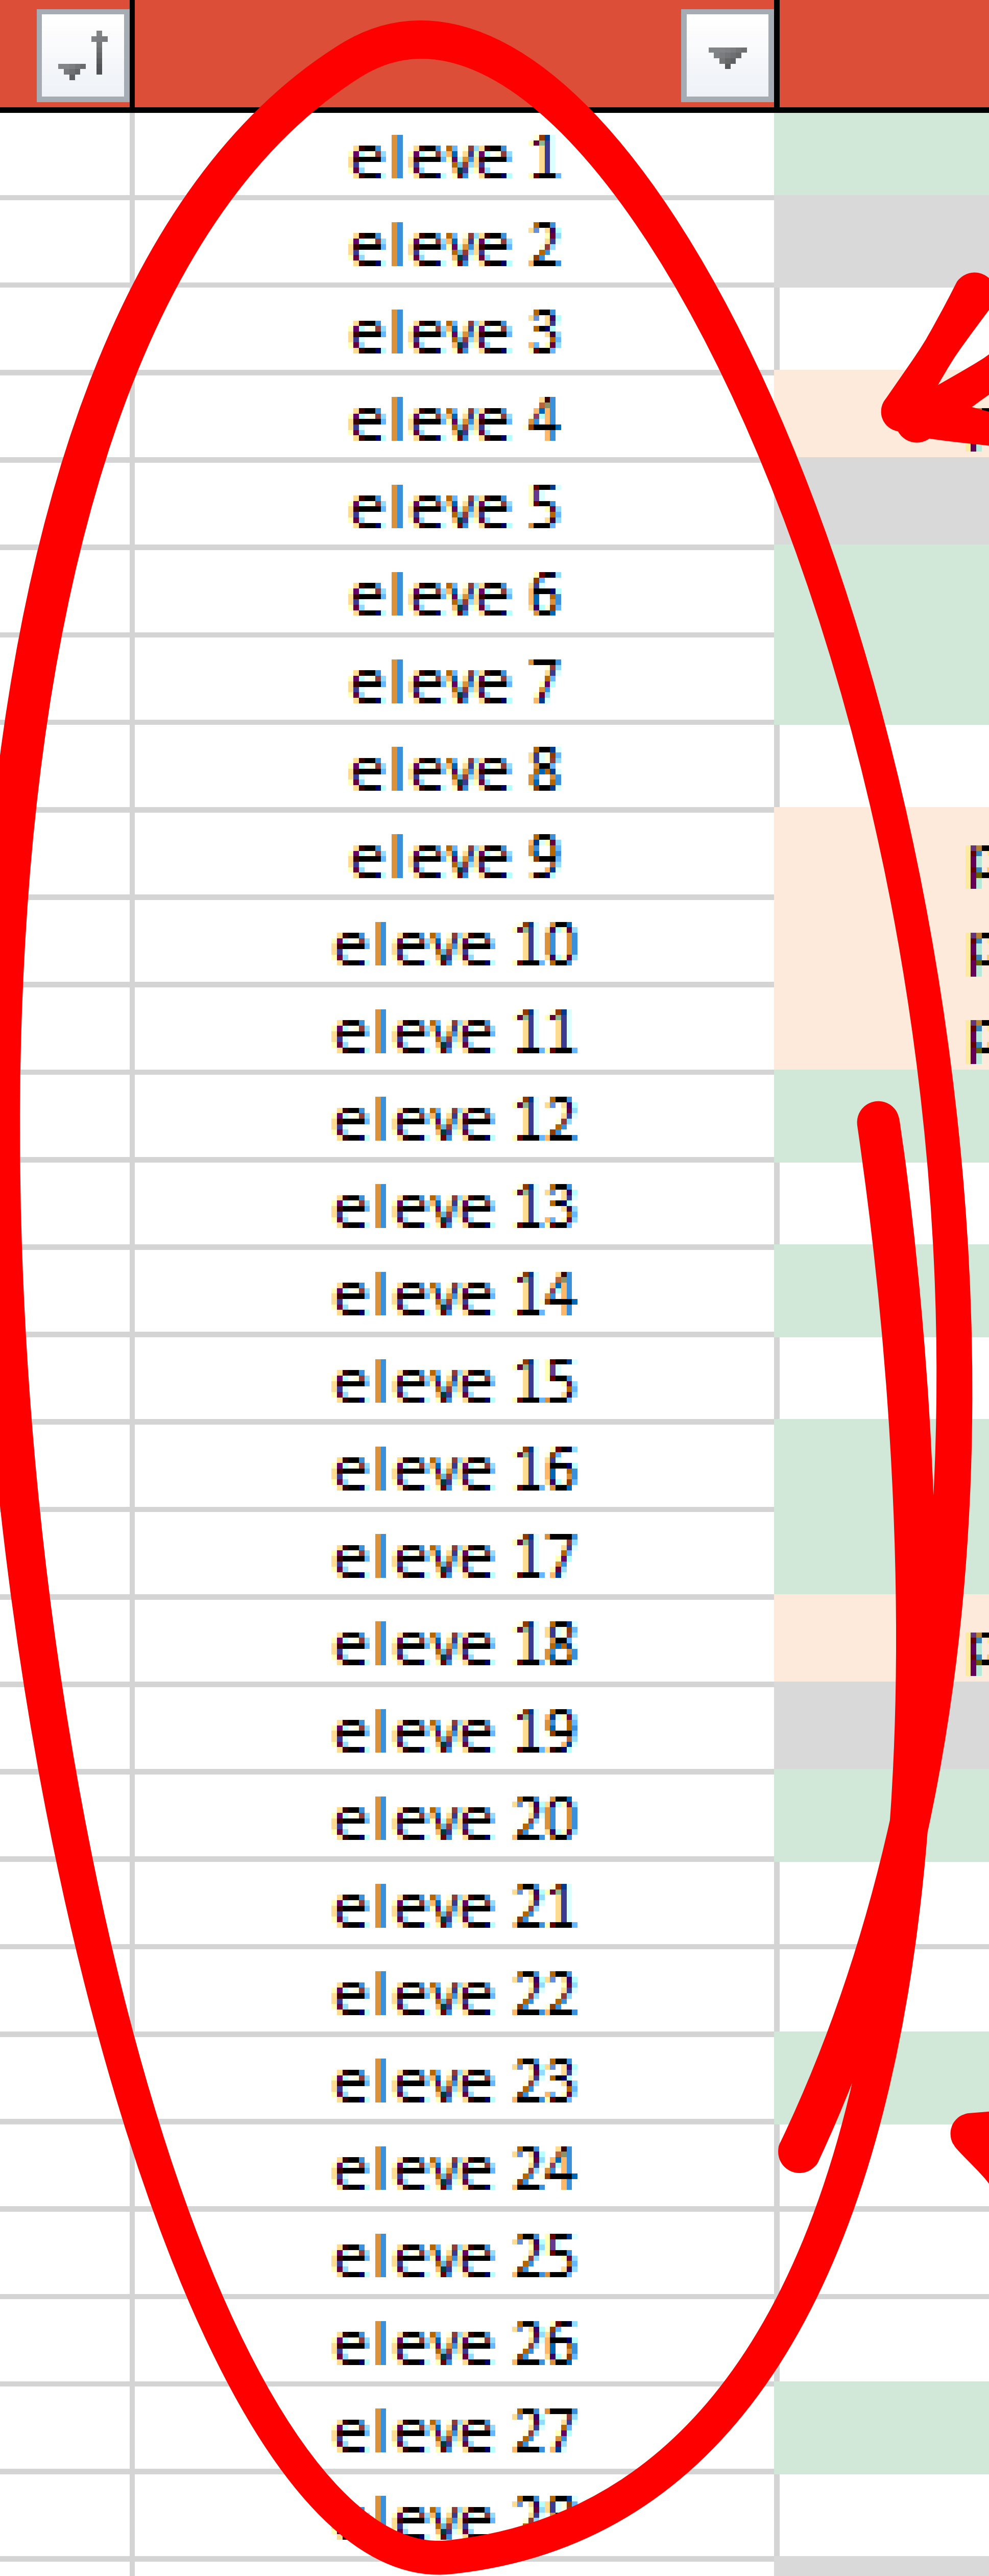 eleve 1
eleve 2
eleve 3
eleve 4
eleve 5
eleve 6
eleve 7
eleve 8
eleve 9
p
eleve 10
p
eleve 11
p
eleve 12
eleve 13
eleve 14
eleve 15
eleve 16
eleve 17
eleve 18
p
eleve 19
eleve 20
eleve 21
eleve 22
eleve 23
eleve 24
eleve 25
eleve 26
eleve 27